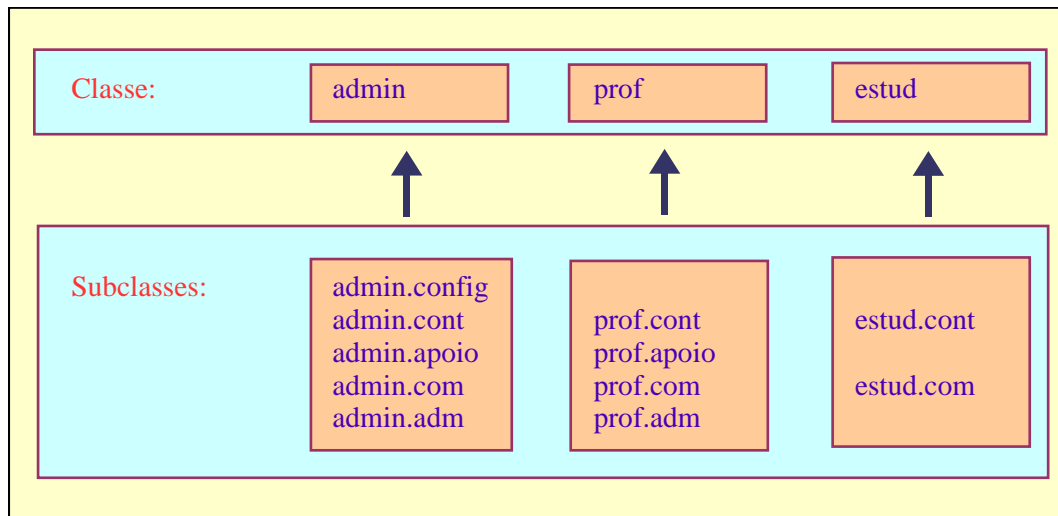 Classe: admin prof estud
Subclasses: admin.config
admin.cont prof.cont estud.cont
admin.apoio prof.apoio
admin.com prof.com estud.com
admin.adm prof.adm